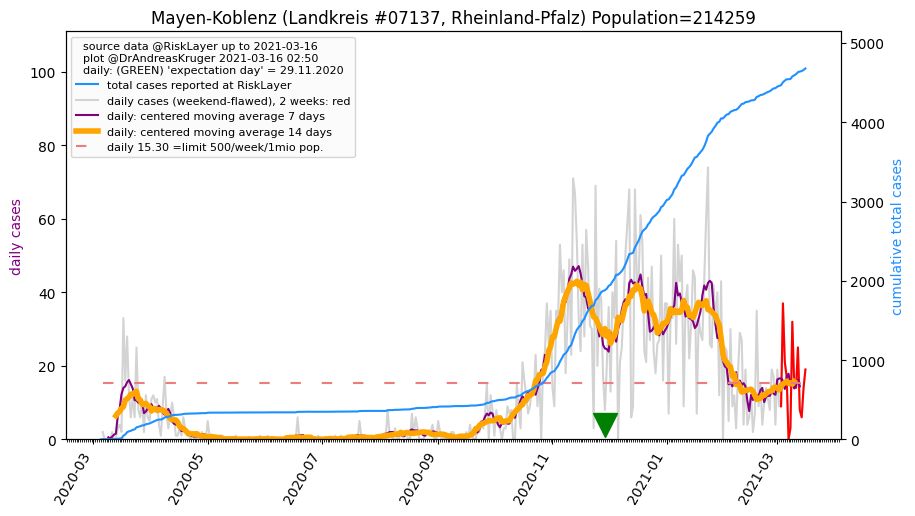 Mayen-Koblenz (Landkreis #07137, Rheinland-Pfalz) Population=214259
source data @RiskLayer up to 2021-03-16
plot @DrAndreasKruger 2021-03-16 02:50
daily: (GREEN) 'expectation day' = 29.11.2020
total cases reported at RiskLayer
daily cases (weekend-flawed), 2 weeks: red
daily: centered moving average 7 days
daily: centered moving average 14 days
daily 15.30 =limit 500/week/1mio pop.
daily cases
100
80
60
40
20
0
cumulative total cases
5000
4000
3000
2000
1000
0
2020-03
2020-05
2020-07
2020-09
2020-11
2021-01
2021-03